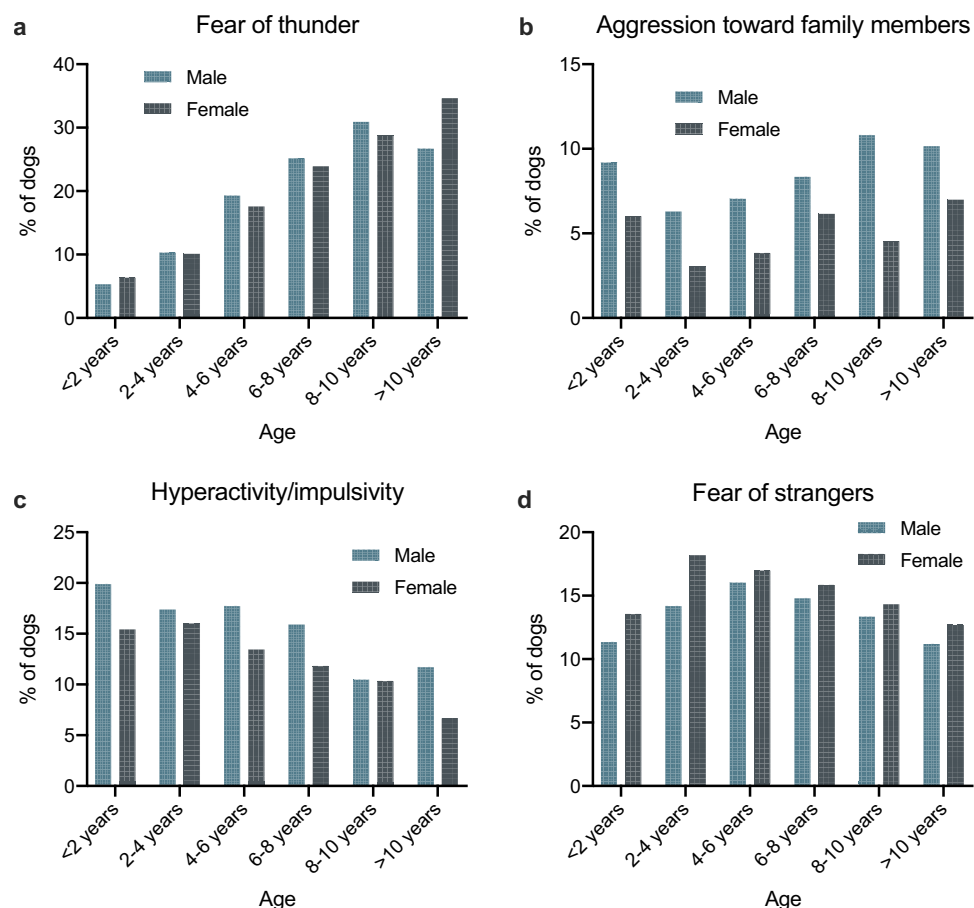 a
Fear of thunder
40
30
20
10
0
% of dogs
Male
Female
<2 years
2-4 years
4-6 years
6-8 years
8-10 years
>10 years
Age
b
Aggression toward family members
15
10
5
0
% of dogs
Male
Female
<2 years
2-4 years
4-6 years
6-8 years
8-10 years
>10 years
Age
c
Hyperactivity/impulsivity
25
20
15
10
5
0
% of dogs
Male
Female
<2 years
2-4 years
4-6 years
6-8 years
8-10 years
>10 years
Age
d
Fear of strangers
20
15
10
5
0
% of dogs
Male
Female
<2 years
2-4 years
4-6 years
6-8 years
8-10 years
>10 years
Age